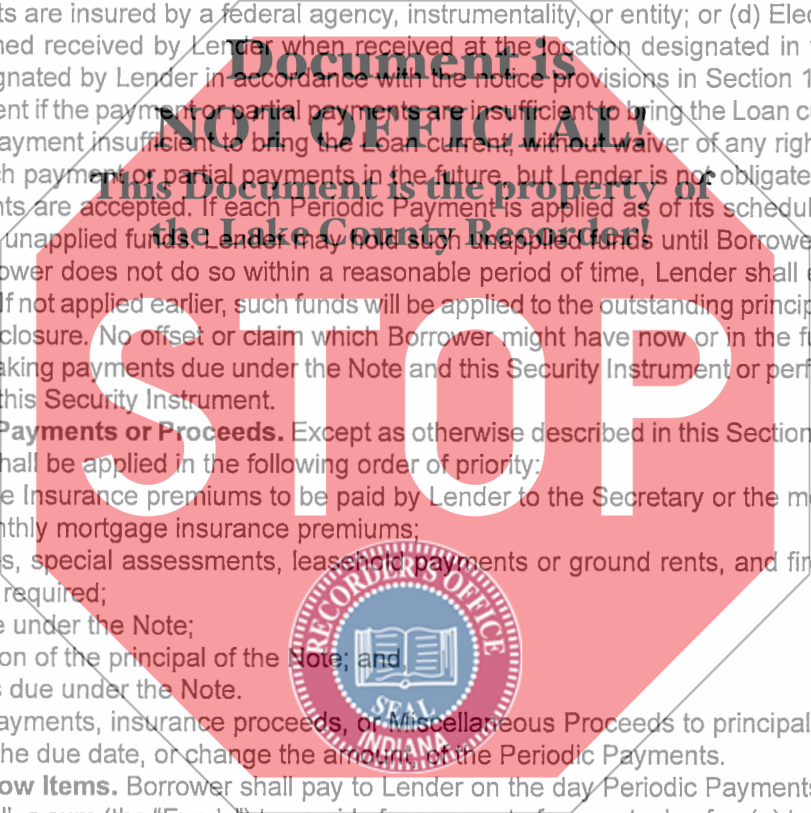 ts are insured by a federal agency, instrumentality, or entity; or (d) Elec
ned received by Lender when received at the location designated in
Document is
gnated by Lender in accordance with the notice provisions in Section 1
ent if the payment or partial payments are insufficient to bring the Loan c
NOT OFFICIAL!
ayment insufficient to bring the Loan current, without waiver of any righ
h payment or partial payments in the future, but Lender is not obligate
This Document is the property of
nts are accepted. If each Periodic Payment is applied as of its schedul
the Lake County Recorder!
unapplied funds. Lender may hold such unapplied funds until Borrowe
ower does not do so within a reasonable period of time, Lender shall e
If not applied earlier, such funds will be applied to the outstanding princip
closure. No offset or claim which Borrower might have now or in the fu
aking payments due under the Note and this Security Instrument or perf
this Security Instrument.
STOP
Payments or Proceeds. Except as otherwise described in this Section
hall be applied in the following order of priority:
e Insurance premiums to be paid by Lender to the Secretary or the m
nthly mortgage insurance premiums;
s, special assessments, leasehold payments or ground rents, and fir
required;
e under the Note;
on of the principal of the Note; and
s due under the Note.
RECORDER'S OFFICE
SEAL
INDIANA
ayments, insurance proceeds, or Miscellaneous Proceeds to principal
he due date, or change the amount, of the Periodic Payments.
ow Items. Borrower shall pay to Lender on the day Periodic Payments